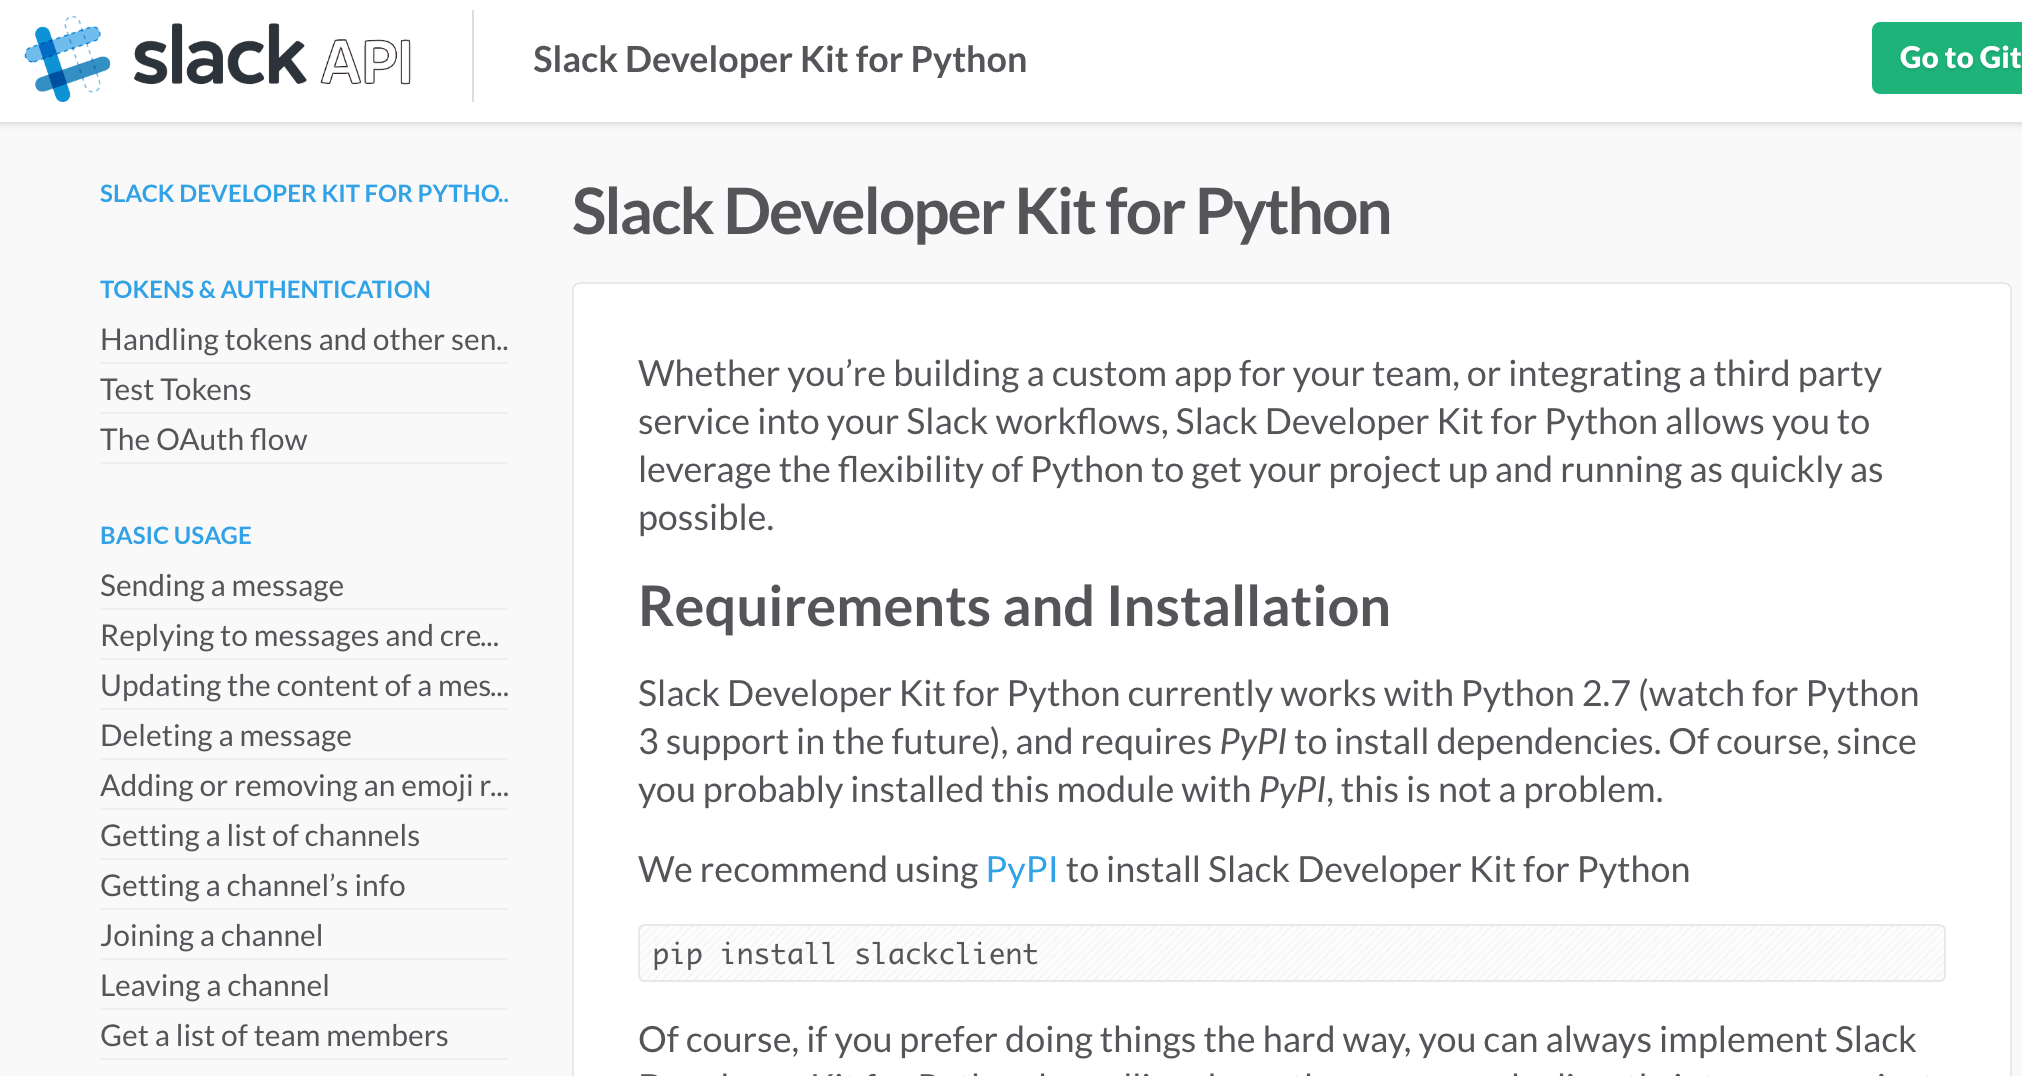 slack API
Slack Developer Kit for Python
Go to Git
SLACK DEVELOPER KIT FOR PYTHO..
TOKENS & AUTHENTICATION
Handling tokens and other sen..
Test Tokens
The OAuth flow
BASIC USAGE
Sending a message
Replying to messages and cre...
Updating the content of a mes...
Deleting a message
Adding or removing an emoji r...
Getting a list of channels
Getting a channel’s info
Joining a channel
Leaving a channel
Get a list of team members
Slack Developer Kit for Python
Whether you’re building a custom app for your team, or integrating a third party
service into your Slack workflows, Slack Developer Kit for Python allows you to
leverage the flexibility of Python to get your project up and running as quickly as
possible.
Requirements and Installation
Slack Developer Kit for Python currently works with Python 2.7 (watch for Python
3 support in the future), and requires PyPI to install dependencies. Of course, since
you probably installed this module with PyPI, this is not a problem.
We recommend using PyPI to install Slack Developer Kit for Python
pip install slackclient
Of course, if you prefer doing things the hard way, you can always implement Slack